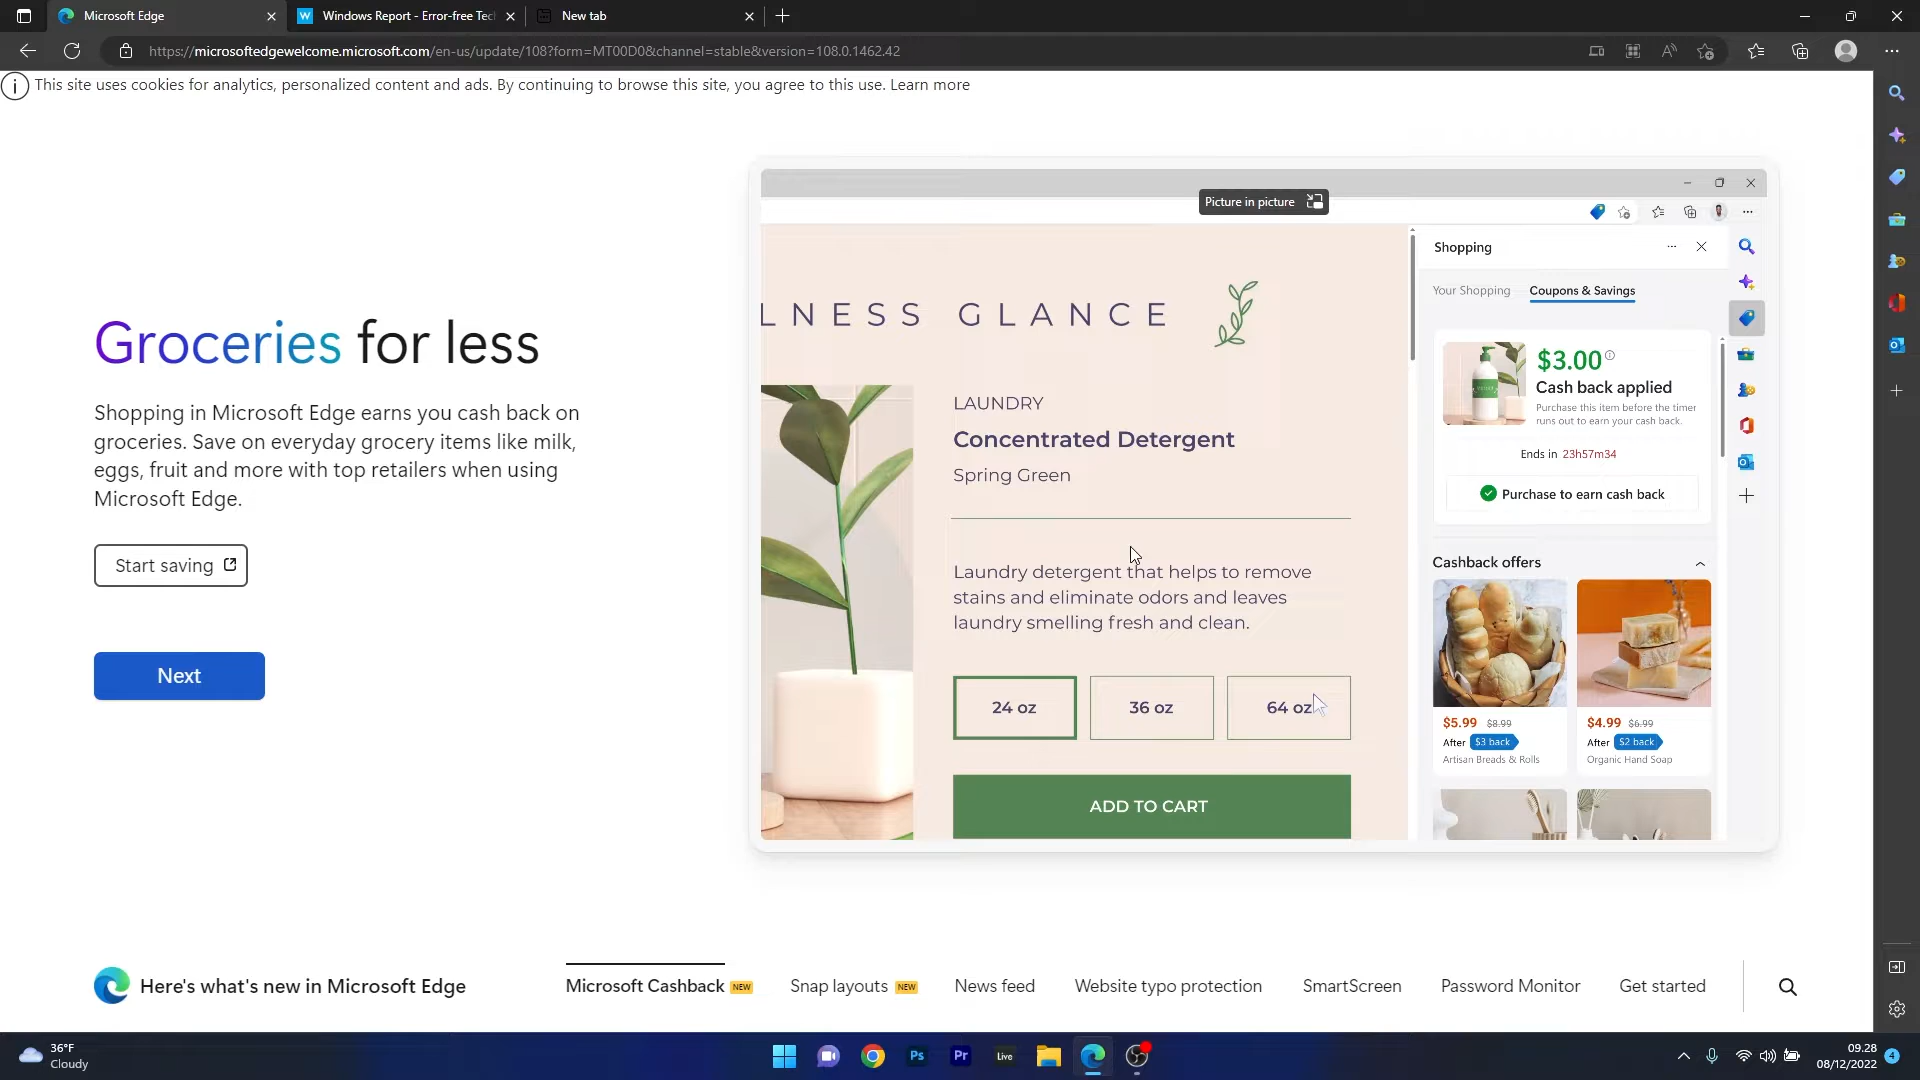 Microsoft Edge
Windows Report - Error-free Tec
New tab
https://microsoftedgewelcome.microsoft.com/en-us/update/108?form=MT00D0&channel=stable&version=108.0.1462.42
This site uses cookies for analytics, personalized content and ads. By continuing to browse this site, you agree to this use. Learn more
Groceries for less
Shopping in Microsoft Edge earns you cash back on
groceries. Save on everyday grocery items like milk,
eggs, fruit and more with top retailers when using
Microsoft Edge.
Start saving
Next
Picture in picture
LNESS GLANCE
LAUNDRY
Concentrated Detergent
Spring Green
Laundry detergent that helps to remove
stains and eliminate odors and leaves
laundry smelling fresh and clean.
24 oz
36 oz
64 oz
ADD TO CART
Shopping
Your Shopping
Coupons & Savings
$3.00
Cash back applied
Purchase this item before the timer
runs out to earn your cash back.
Ends in 23h57m34
Purchase to earn cash back
Cashback offers
$5.99 $8.99
After $3 back
Artisan Breads & Rolls
$4.99 $6.99
After $2 back
Organic Hand Soap
Here's what's new in Microsoft Edge
Microsoft Cashback NEW
Snap layouts NEW
News feed
Website typo protection
SmartScreen
Password Monitor
Get started
36°F
Cloudy
Ps
Pr
Live
09.28
08/12/2022
4